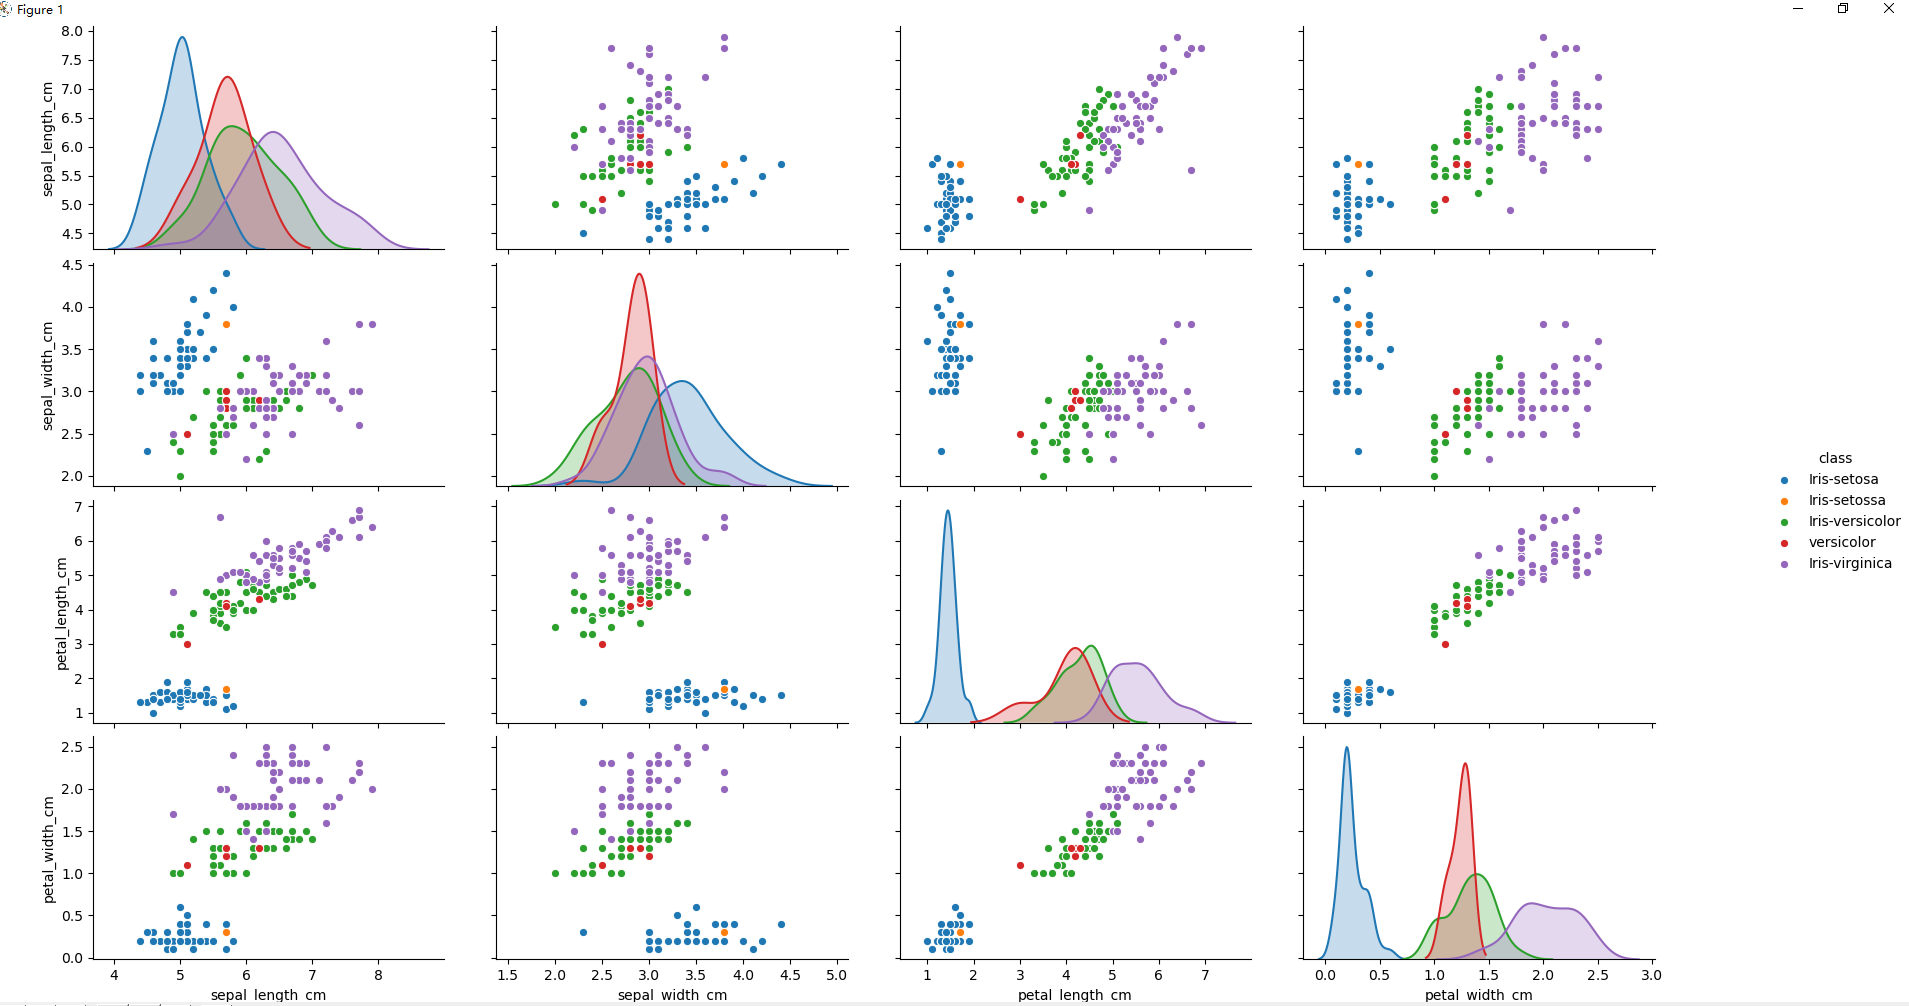 Figure 1
8.0
7.5
7.0
6.5
6.0
5.5
5.0
4.5
sepal_length_cm
4.5
4.0
3.5
3.0
2.5
2.0
sepal_width_cm
7
6
5
4
3
2
1
petal_length_cm
2.5
2.0
1.5
1.0
0.5
0.0
petal_width_cm
4 5 6 7 8
sepal_length_cm
1.5 2.0 2.5 3.0 3.5 4.0 4.5 5.0
sepal_width_cm
1 2 3 4 5 6 7
petal_length_cm
0.0 0.5 1.0 1.5 2.0 2.5 3.0
petal_width_cm
class
Iris-setosa
Iris-setossa
Iris-versicolor
versicolor
Iris-virginica